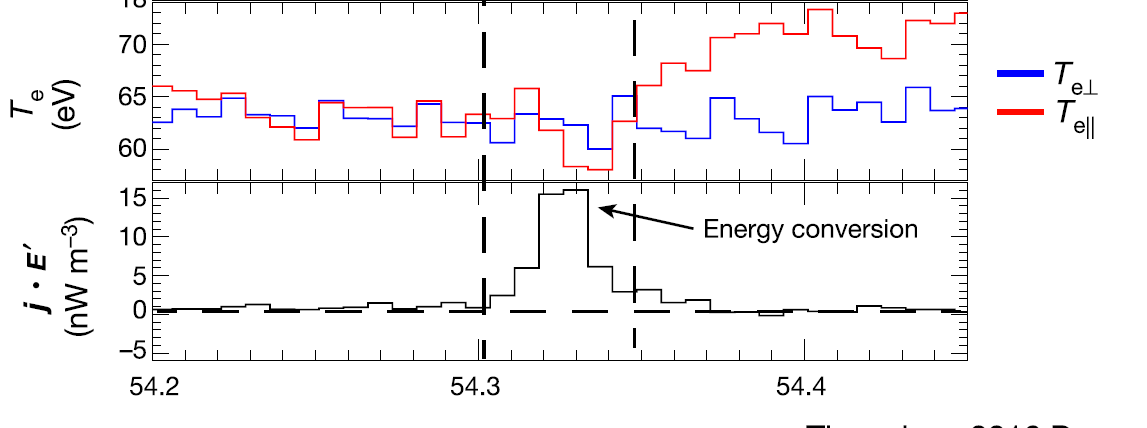 70
65
60
T_e
(eV)
T_e⊥
T_e∥
15
10
5
0
−5
j • E′
(nW m⁻³)
Energy conversion
54.2 54.3 54.4